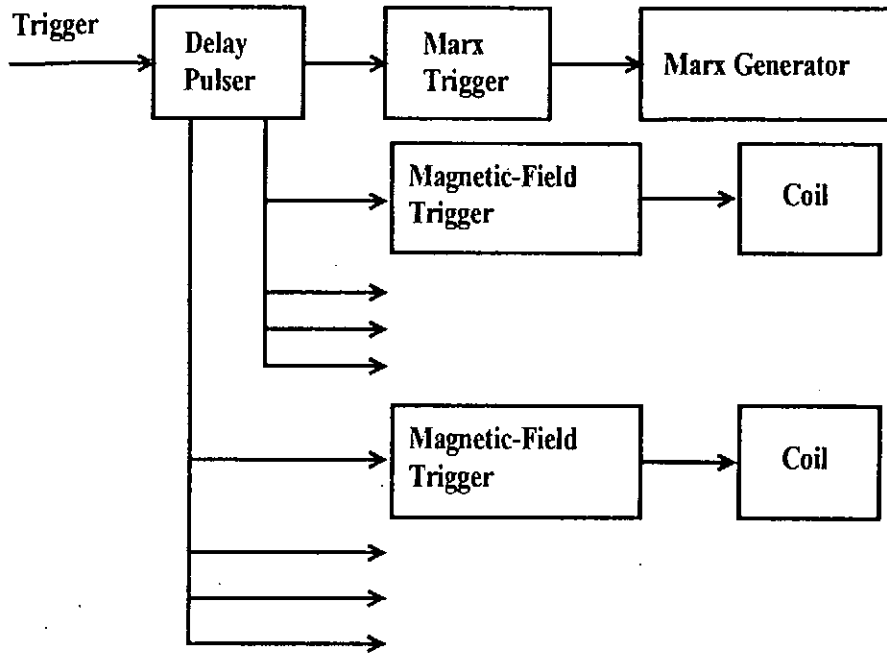 Trigger
Delay
Pulser
Marx
Trigger
Marx Generator
Magnetic-Field
Trigger
Coil
Magnetic-Field
Trigger
Coil